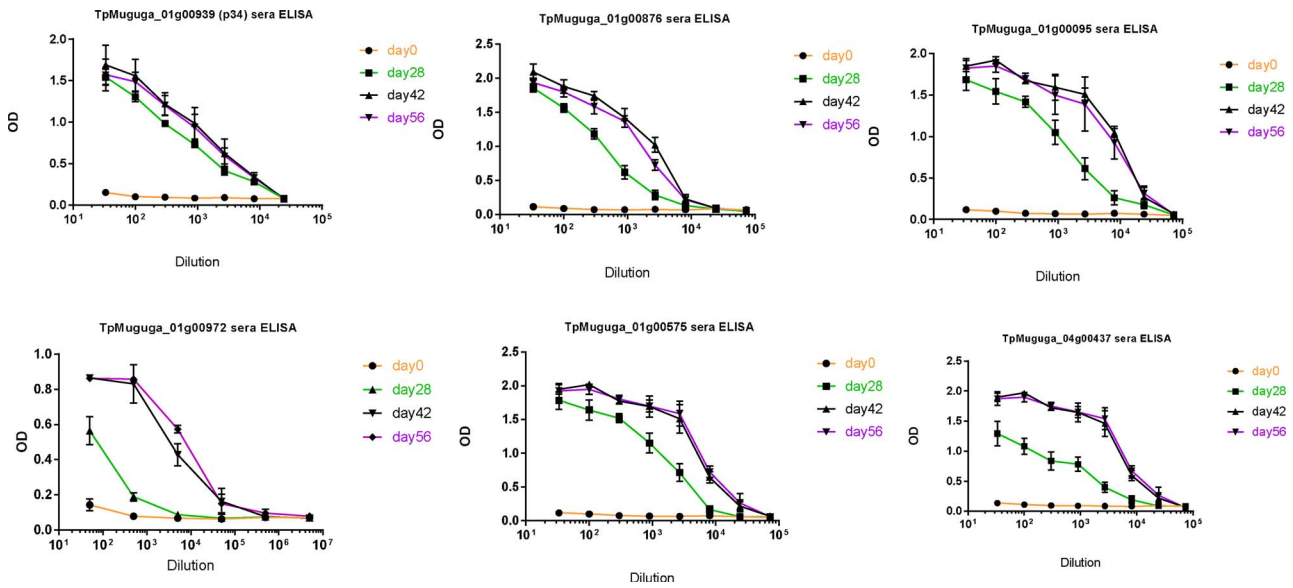 TpMuguga_01g00939 (p34) sera ELISA
2.0
1.5
1.0
0.5
0.0
OD
101 102 103 104 105
Dilution
day0
day28
day42
day56
TpMuguga_01g00876 sera ELISA
2.5
2.0
1.5
1.0
0.5
0.0
OD
101 102 103 104 105
Dilution
day0
day28
day42
day56
TpMuguga_01g00095 sera ELISA
2.0
1.5
1.0
0.5
0.0
OD
101 102 103 104 105
Dilution
day0
day28
day42
day56
TpMuguga_01g00972 sera ELISA
1.0
0.8
0.6
0.4
0.2
0.0
OD
101 102 103 104 105 106 107
Dilution
day0
day28
day42
day56
TpMuguga_01g00575 sera ELISA
2.5
2.0
1.5
1.0
0.5
0.0
OD
101 102 103 104 105
Dilution
day0
day28
day42
day56
TpMuguga_04g00437 sera ELISA
2.5
2.0
1.5
1.0
0.5
0.0
OD
101 102 103 104 105
Dilution
day0
day28
day42
day56